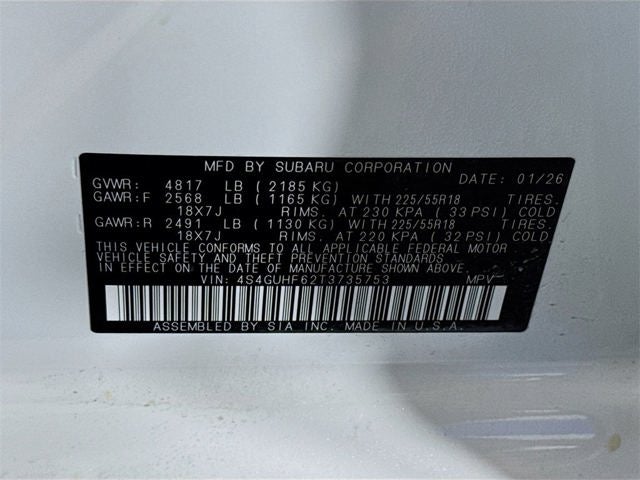 MFD BY SUBARU CORPORATION DATE: 01/26
GVWR: 4817 LB ( 2185 KG)
GAWR:F 2568 LB ( 1165 KG) WITH 225/55R18 TIRES.
18X7J RIMS. AT 230 KPA ( 33 PSI) COLD
GAWR:R 2491 LB ( 1130 KG) WITH 225/55R18 TIRES.
18X7J RIMS. AT 220 KPA ( 32 PSI) COLD
THIS VEHICLE CONFORMS TO ALL APPLICABLE FEDERAL MOTOR
VEHICLE SAFETY AND THEFT PREVENTION STANDARDS
IN EFFECT ON THE DATE OF MANUFACTURE SHOWN ABOVE.
VIN: 4S4GUHF62T3735753 MPV
ASSEMBLED BY SIA INC. MADE IN U.S.A.